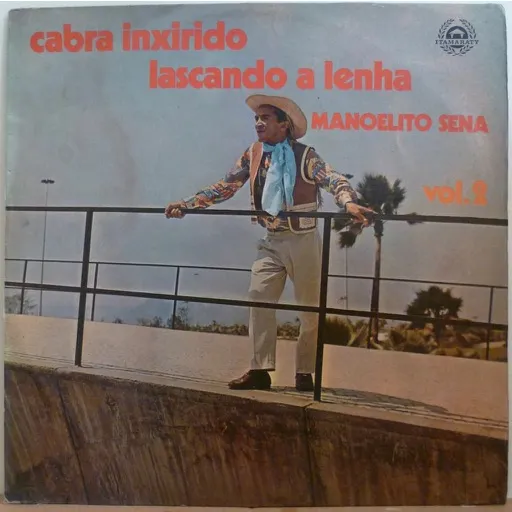 cabra inxirido
lascando a lenha
MANOELITO SENA
vol. 2
ITAMARATY